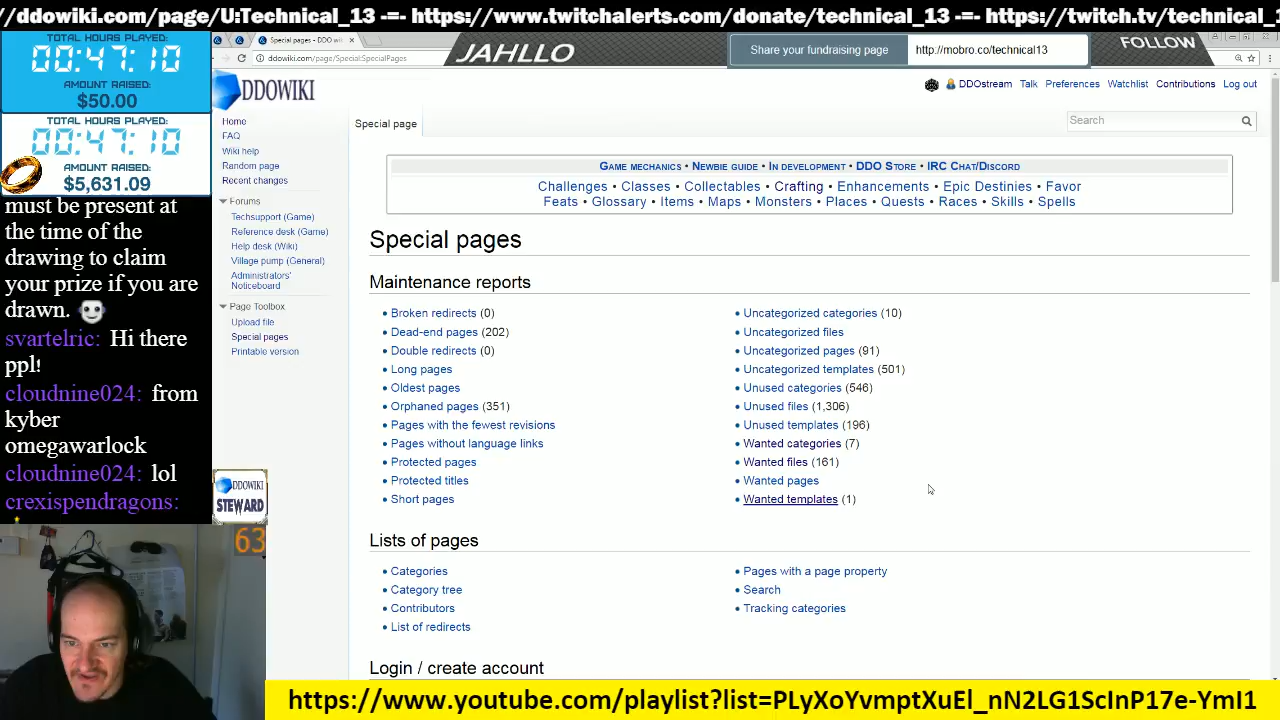 //ddowiki.com/page/U:Technical_13 -=- https://www.twitchalerts.com/donate/technical_13 -=- https://twitch.tv/technical_1
TOTAL HOURS PLAYED:
00:47:10
AMOUNT RAISED:
$50.00
TOTAL HOURS PLAYED:
00:47:10
AMOUNT RAISED:
$5,631.09
must be present at
the time of the
drawing to claim
your prize if you are
drawn.
svartelric: Hi there
ppl!
cloudnine024: from
kyber
omegawarlock
cloudnine024: lol
crexispendragons:
Special pages - DDO wi
ddowiki.com/page/Special:SpecialPages
JAHLLO
Share your fundraising page
http://mobro.co/technical13
FOLLOW
DDOWIKI
DDOstream Talk Preferences Watchlist Contributions Log out
Special page
Search
Home
FAQ
Wiki help
Random page
Recent changes
Forums
Techsupport (Game)
Reference desk (Game)
Help desk (Wiki)
Village pump (General)
Administrators'
Noticeboard
Page Toolbox
Upload file
Special pages
Printable version
DDOWIKI
STEWARD
63
GAME MECHANICS • NEWBIE GUIDE • IN DEVELOPMENT • DDO STORE • IRC CHAT/DISCORD
Challenges • Classes • Collectables • Crafting • Enhancements • Epic Destinies • Favor
Feats • Glossary • Items • Maps • Monsters • Places • Quests • Races • Skills • Spells
Special pages
Maintenance reports
Broken redirects (0)
Dead-end pages (202)
Double redirects (0)
Long pages
Oldest pages
Orphaned pages (351)
Pages with the fewest revisions
Pages without language links
Protected pages
Protected titles
Short pages
Uncategorized categories (10)
Uncategorized files
Uncategorized pages (91)
Uncategorized templates (501)
Unused categories (546)
Unused files (1,306)
Unused templates (196)
Wanted categories (7)
Wanted files (161)
Wanted pages
Wanted templates (1)
Lists of pages
Categories
Category tree
Contributors
List of redirects
Pages with a page property
Search
Tracking categories
Login / create account
https://www.youtube.com/playlist?list=PLyXoYvmptXuEl_nN2LG1ScInP17e-YmI1